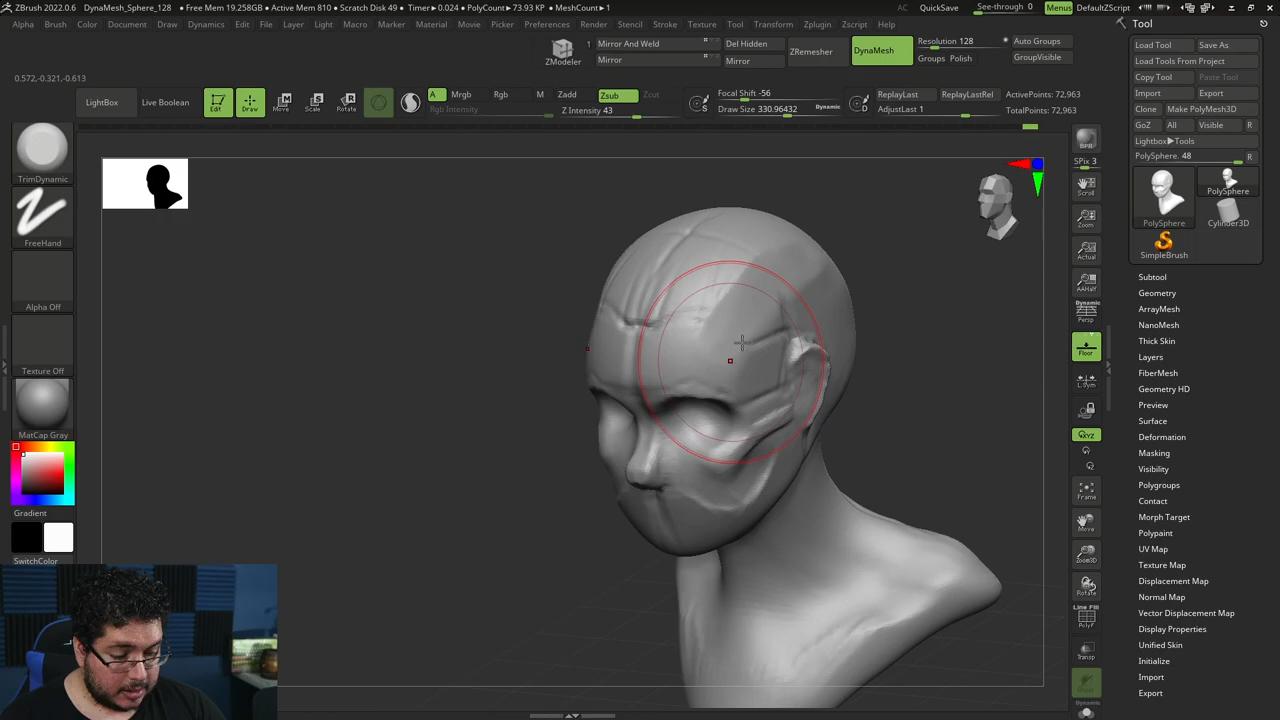 ZBrush 2022.0.6 DynaMesh_Sphere_128 • Free Mem 19.258GB • Active Mem 810 • Scratch Disk 49 • Timer▶0.024 • PolyCount▶73.93 KP • MeshCount▶1
AC QuickSave See-through 0 Menus DefaultZScript
Alpha Brush Color Document Draw Dynamics Edit File Layer Light Macro Marker Material Movie Picture Preferences Render Stencil Stroke Texture Tool Transform Zplugin Zscript Help
Tool
ZModeler
1
Mirror And Weld
Mirror
Del Hidden
Mirror
ZRemesher
DynaMesh
Resolution 128
Groups Polish
Auto Groups
GroupVisible
0.572,-0.321,-0.613
LightBox
Live Boolean
Edit
Draw
Move
Scale
Rotate
A Mrgb Rgb M Zadd Zsub Zcut
Rgb Intensity
Z Intensity 43
S
Focal Shift -56
Draw Size 330.96432
Dynamic
D
ReplayLast ReplayLastRel
AdjustLast 1
ActivePoints: 72,963
TotalPoints: 72,963
TrimDynamic
FreeHand
Alpha Off
Texture Off
MatCap Gray
Gradient
SwitchColor
BPR
SPix 3
Scroll
Zoom
Actual
AAHalf
Dynamic
Persp
Floor
L.Sym
XYZ
Frame
Move
Zoom3D
Rotate
Line Fill
PolyF
Transp
Dynamic
Load Tool Save As
Load Tools From Project
Copy Tool Paste Tool
Import Export
Clone Make PolyMesh3D
GoZ All Visible R
Lightbox▶Tools
PolySphere. 48 R
PolySphere
PolySphere
Cylinder3D
SimpleBrush
Subtool
Geometry
ArrayMesh
NanoMesh
Thick Skin
Layers
FiberMesh
Geometry HD
Preview
Surface
Deformation
Masking
Visibility
Polygroups
Contact
Morph Target
Polypaint
UV Map
Texture Map
Displacement Map
Normal Map
Vector Displacement Map
Display Properties
Unified Skin
Initialize
Import
Export